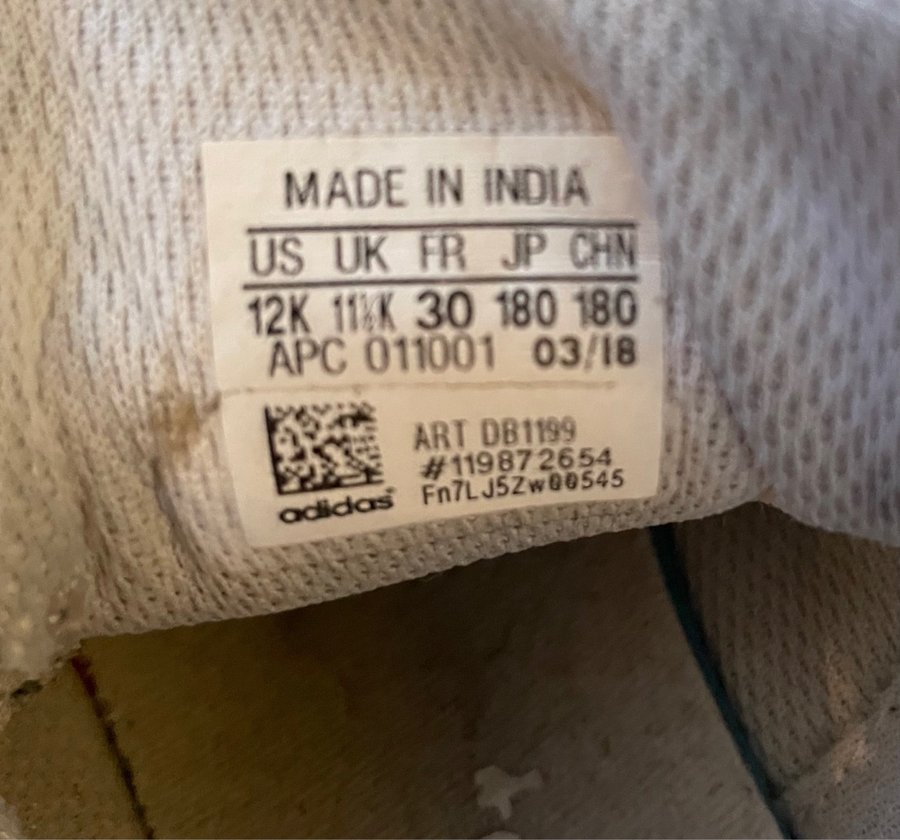 MADE IN INDIA
US UK FR JP CHN
12K 11½K 30 180 180
APC 011001 03/18
ART DB1199
#119872654
Fn7LJ5Zw00545
adidas